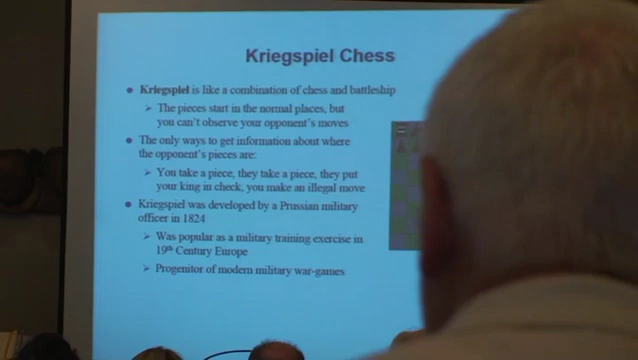 Kriegspiel Chess
• Kriegspiel is like a combination of chess and battleship
➢ The pieces start in the normal places, but
you can't observe your opponent's moves
• The only ways to get information about where
the opponent's pieces are:
➢ You take a piece, they take a piece, they put
your king in check, you make an illegal move
• Kriegspiel was developed by a Prussian military
officer in 1824
➢ Was popular as a military training exercise in
19th Century Europe
➢ Progenitor of modern military war-games